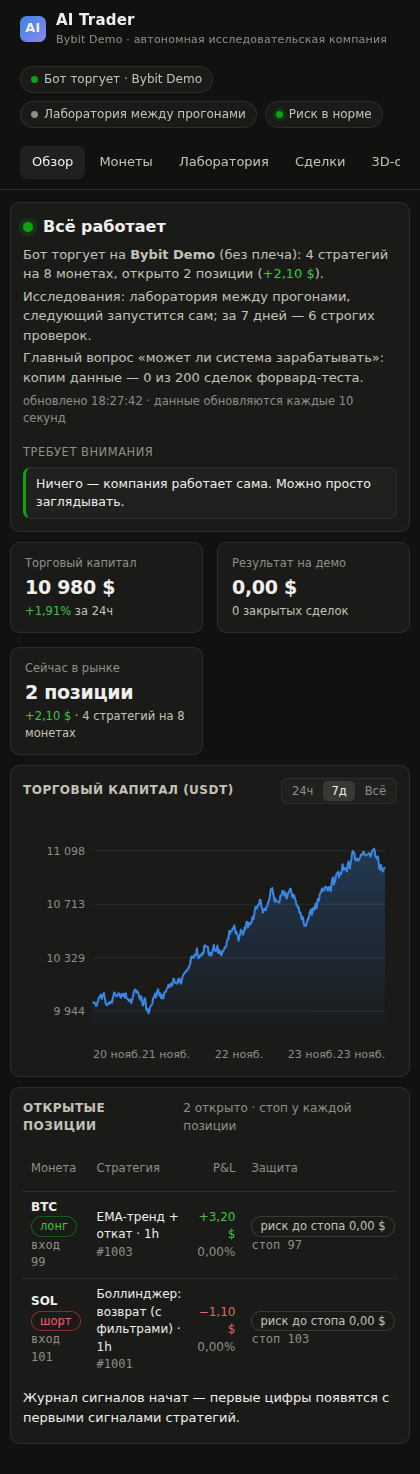 AI
AI Trader
Bybit Demo · автономная исследовательская компания
Бот торгует · Bybit Demo
Лаборатория между прогонами
Риск в норме
Обзор Монеты Лаборатория Сделки 3D-с
Всё работает
Бот торгует на Bybit Demo (без плеча): 4 стратегий
на 8 монетах, открыто 2 позиции (+2,10 $).
Исследования: лаборатория между прогонами,
следующий запустится сам; за 7 дней — 6 строгих
проверок.
Главный вопрос «может ли система зарабатывать»:
копим данные — 0 из 200 сделок форвард-теста.
обновлено 18:27:42 · данные обновляются каждые 10
секунд
ТРЕБУЕТ ВНИМАНИЯ
Ничего — компания работает сама. Можно просто
заглядывать.
Торговый капитал
10 980 $
+1,91% за 24ч
Результат на демо
0,00 $
0 закрытых сделок
Сейчас в рынке
2 позиции
+2,10 $ · 4 стратегий на 8
монетах
ТОРГОВЫЙ КАПИТАЛ (USDT)
24ч 7д Всё
11 098
10 713
10 329
9 944
20 нояб. 21 нояб. 22 нояб. 23 нояб. 23 нояб.
ОТКРЫТЫЕ
ПОЗИЦИИ
2 открыто · стоп у каждой
позиции
Монета Стратегия P&L Защита
BTC
лонг
вход
99
EMA-тренд +
откат · 1h
#1003
+3,20
$
0,00%
риск до стопа 0,00 $
стоп 97
SOL
шорт
вход
101
Боллинджер:
возврат (с
фильтрами) ·
1h
#1001
−1,10
$
0,00%
риск до стопа 0,00 $
стоп 103
Журнал сигналов начат — первые цифры появятся с
первыми сигналами стратегий.